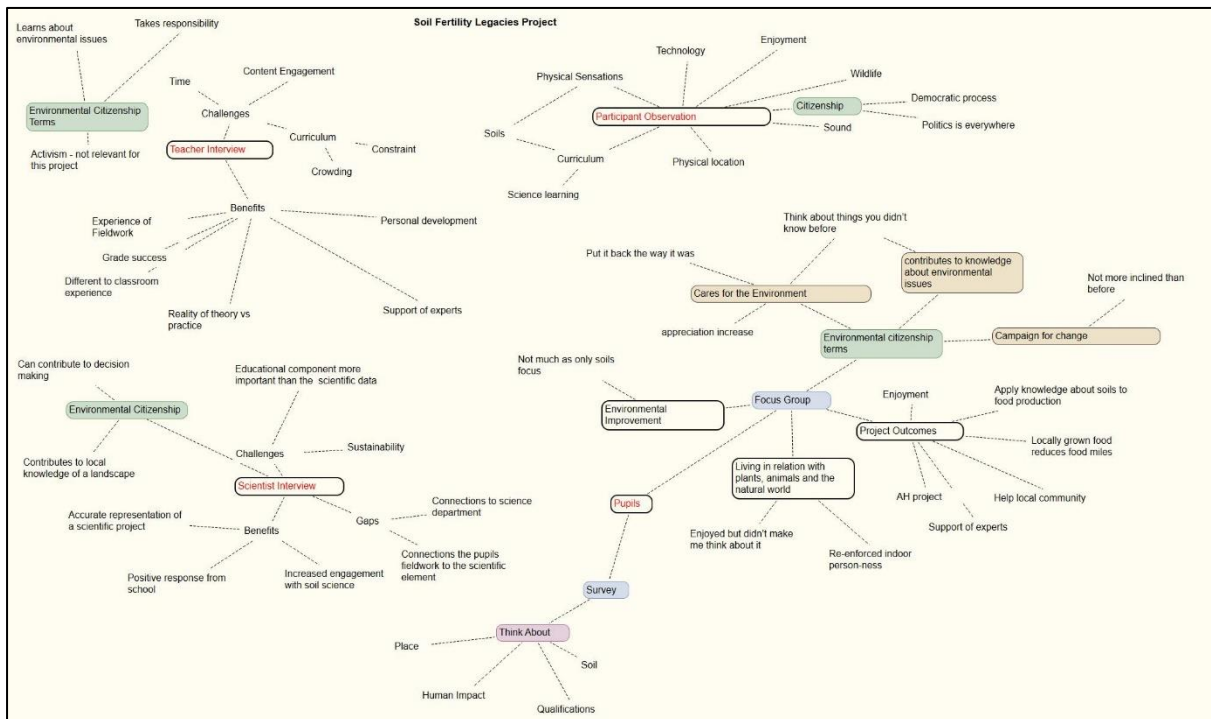 Soil Fertility Legacies Project
Learns about
environmental issues
Takes responsibility
Environmental Citizenship
Terms
Activism - not relevant for
this project
Time
Content Engagement
Challenges
Curriculum
Constraint
Crowding
Teacher Interview
Benefits
Experience of
Fieldwork
Grade success
Different to classroom
experience
Reality of theory vs
practice
Support of experts
Personal development
Technology
Enjoyment
Physical Sensations
Wildlife
Participant Observation
Citizenship
Democratic process
Politics is everywhere
Sound
Physical location
Soils
Curriculum
Science learning
Think about things you didn't
know before
Put it back the way it was
Cares for the Environment
appreciation increase
contributes to knowledge
about environmental
issues
Not more inclined than
before
Environmental citizenship
terms
Campaign for change
Not much as only soils
focus
Environmental
Improvement
Focus Group
Enjoyment
Apply knowledge about soils to
food production
Project Outcomes
Locally grown food
reduces food miles
Help local community
Support of experts
AH project
Living in relation with
plants, animals and the
natural world
Enjoyed but didn't make
me think about it
Re-enforced indoor
person-ness
Pupils
Survey
Think About
Place
Human Impact
Qualifications
Soil
Can contribute to decision
making
Educational component more
important than the scientific data
Environmental Citizenship
Contributes to local
knowledge of a landscape
Challenges
Sustainability
Scientist Interview
Accurate representation of
a scientific project
Benefits
Gaps
Connections to science
department
Connections the pupils
fieldwork to the scientific
element
Positive response from
school
Increased engagement
with soil science